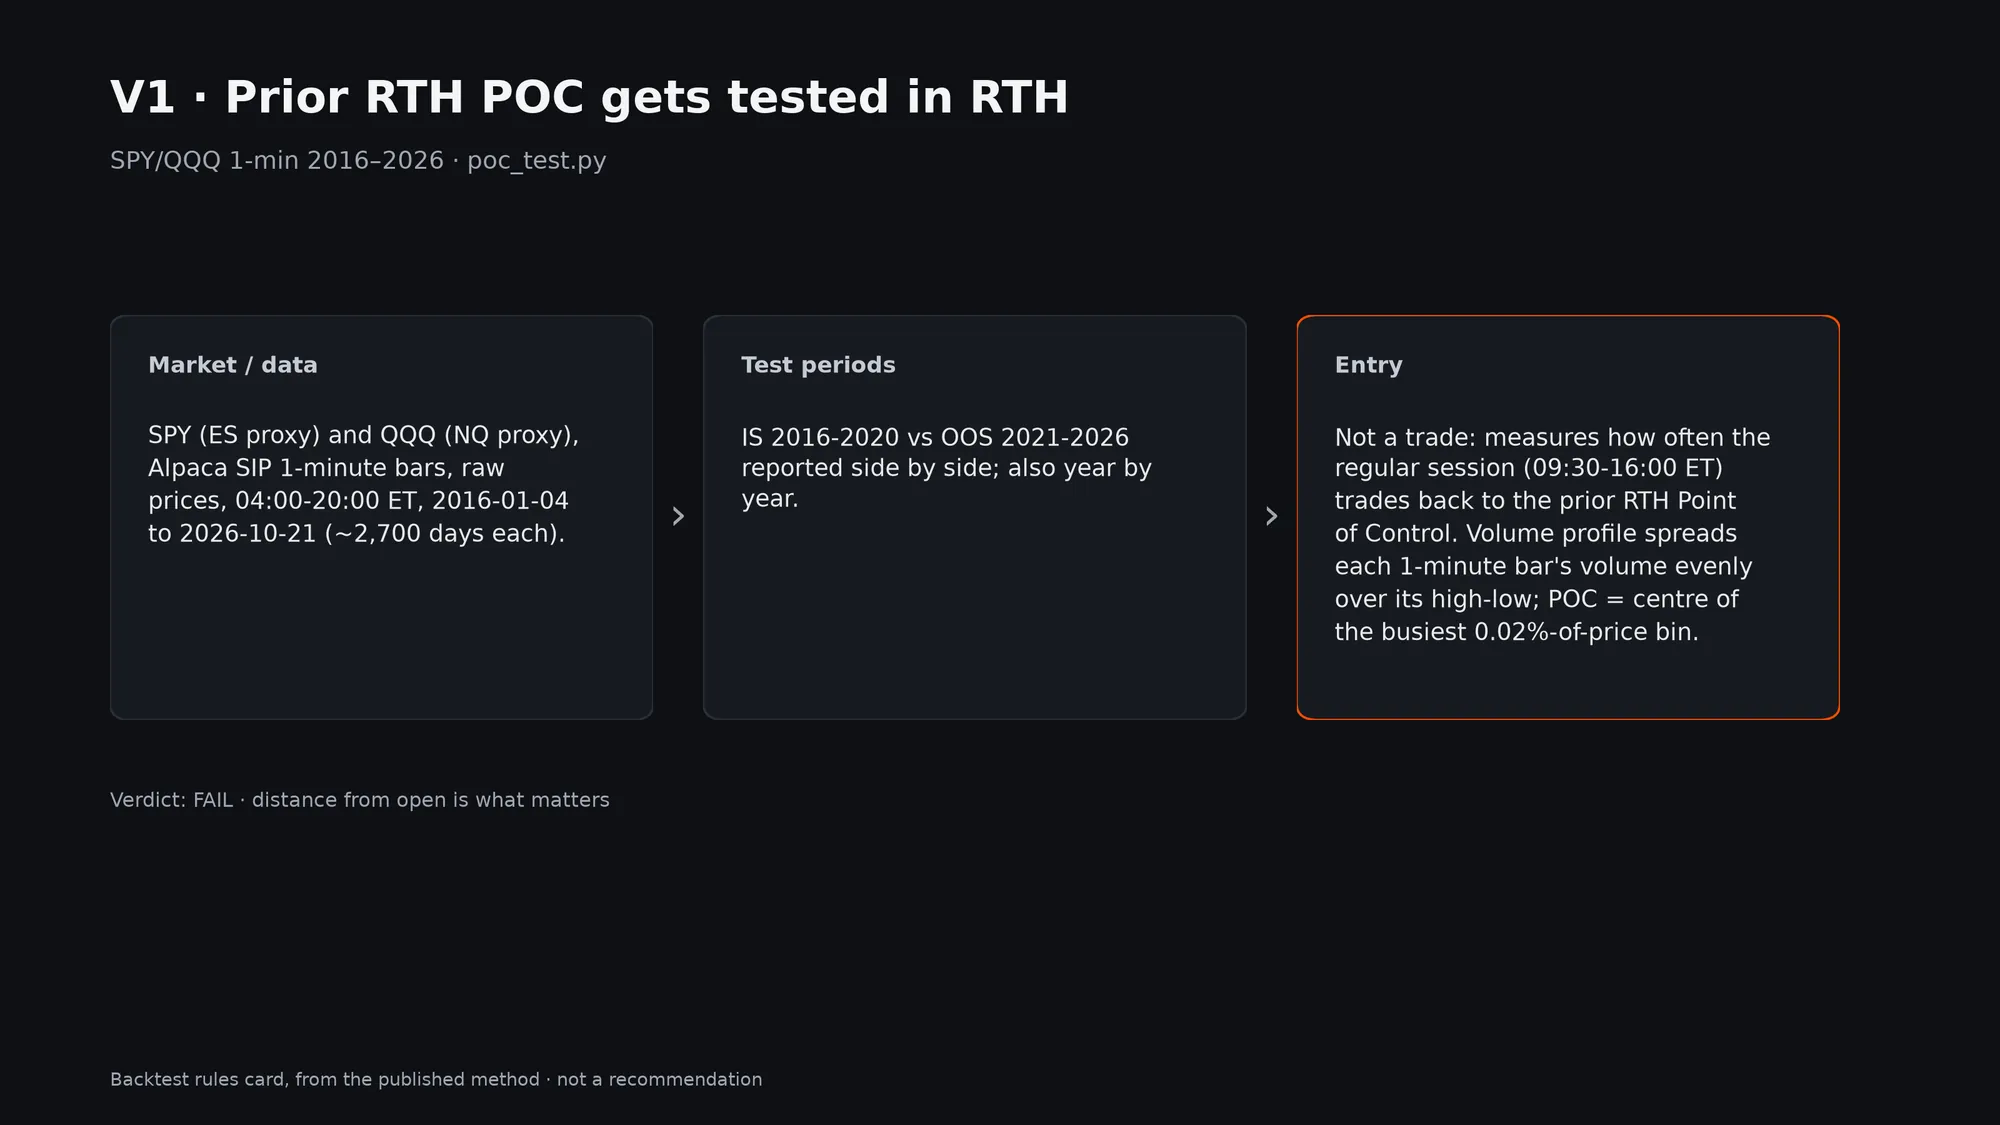 V1 · Prior RTH POC gets tested in RTH
SPY/QQQ 1-min 2016–2026 · poc_test.py
Market / data
SPY (ES proxy) and QQQ (NQ proxy),
Alpaca SIP 1-minute bars, raw
prices, 04:00-20:00 ET, 2016-01-04
to 2026-10-21 (~2,700 days each).
›
Test periods
IS 2016-2020 vs OOS 2021-2026
reported side by side; also year by
year.
›
Entry
Not a trade: measures how often the
regular session (09:30-16:00 ET)
trades back to the prior RTH Point
of Control. Volume profile spreads
each 1-minute bar's volume evenly
over its high-low; POC = centre of
the busiest 0.02%-of-price bin.
Verdict: FAIL · distance from open is what matters
Backtest rules card, from the published method · not a recommendation